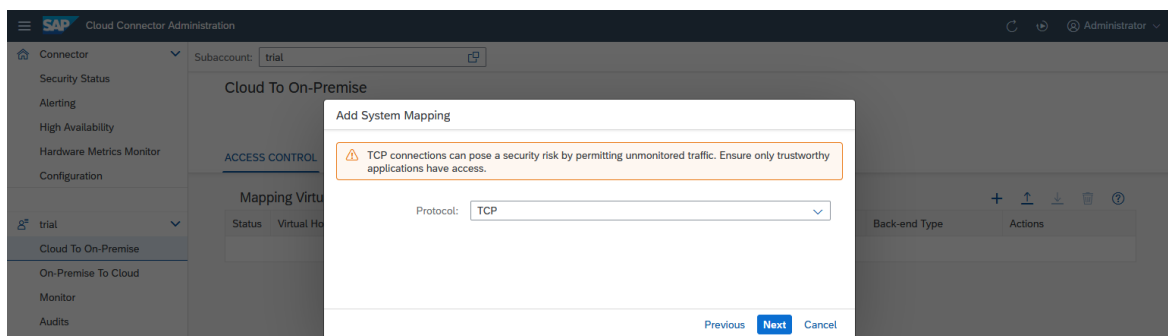 SAP Cloud Connector Administration
Administrator
Connector
Security Status
Alerting
High Availability
Hardware Metrics Monitor
Configuration
trial
Cloud To On-Premise
On-Premise To Cloud
Monitor
Audits
Subaccount: trial
Cloud To On-Premise
ACCESS CONTROL
Mapping Virtu
Status Virtual Ho
Back-end Type Actions
Add System Mapping
TCP connections can pose a security risk by permitting unmonitored traffic. Ensure only trustworthy
applications have access.
Protocol: TCP
Previous Next Cancel